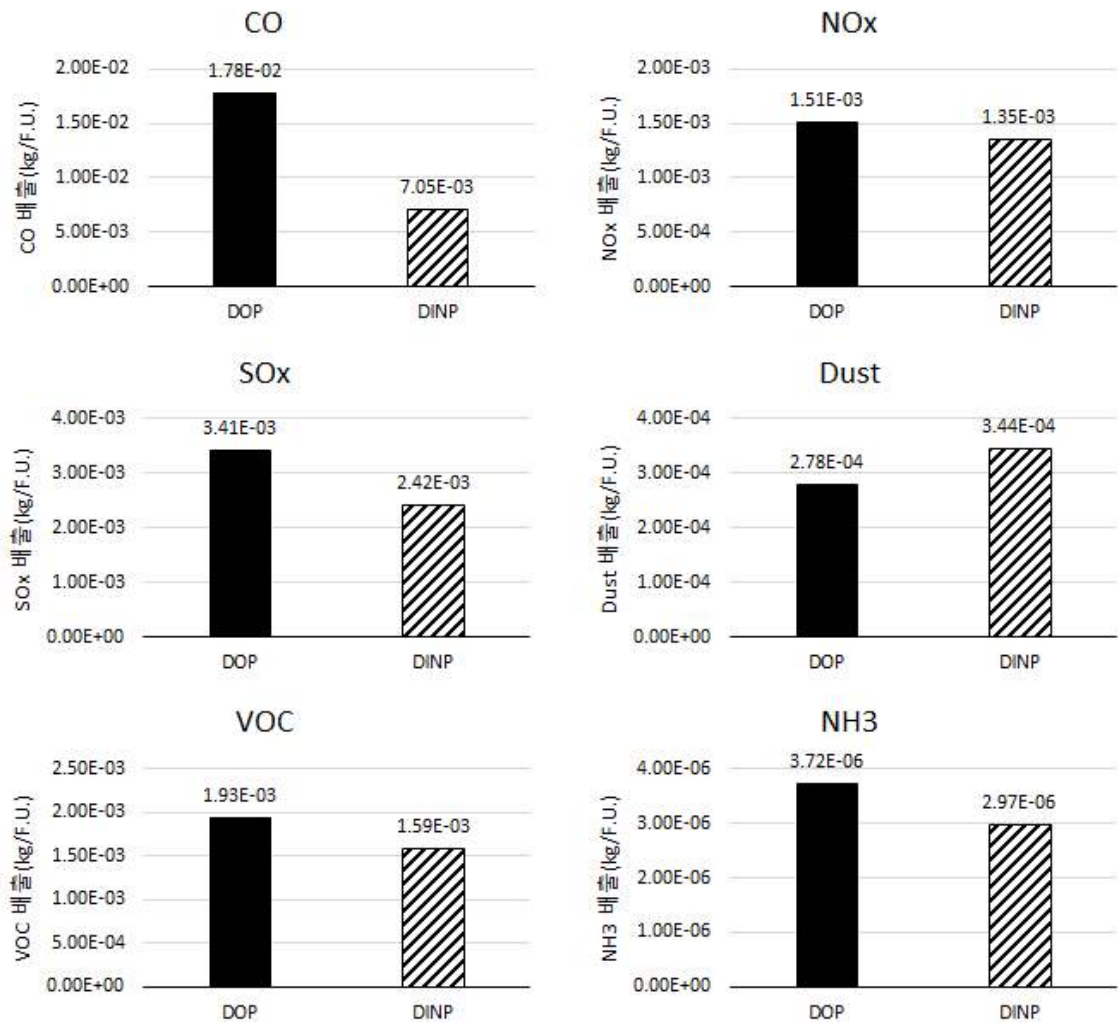 CO
CO 배출(kg/F.U.)
2.00E-02
1.50E-02
1.00E-02
5.00E-03
0.00E+00
1.78E-02
7.05E-03
DOP
DINP
NOx
NOx 배출(kg/F.U.)
2.00E-03
1.50E-03
1.00E-03
5.00E-04
0.00E+00
1.51E-03
1.35E-03
DOP
DINP
SOx
SOx 배출(kg/F.U.)
4.00E-03
3.00E-03
2.00E-03
1.00E-03
0.00E+00
3.41E-03
2.42E-03
DOP
DINP
Dust
Dust 배출(kg/F.U.)
4.00E-04
3.00E-04
2.00E-04
1.00E-04
0.00E+00
2.78E-04
3.44E-04
DOP
DINP
VOC
VOC 배출(kg/F.U.)
2.50E-03
2.00E-03
1.50E-03
1.00E-03
5.00E-04
0.00E+00
1.93E-03
1.59E-03
DOP
DINP
NH3
NH3 배출(kg/F.U.)
4.00E-06
3.00E-06
2.00E-06
1.00E-06
0.00E+00
3.72E-06
2.97E-06
DOP
DINP